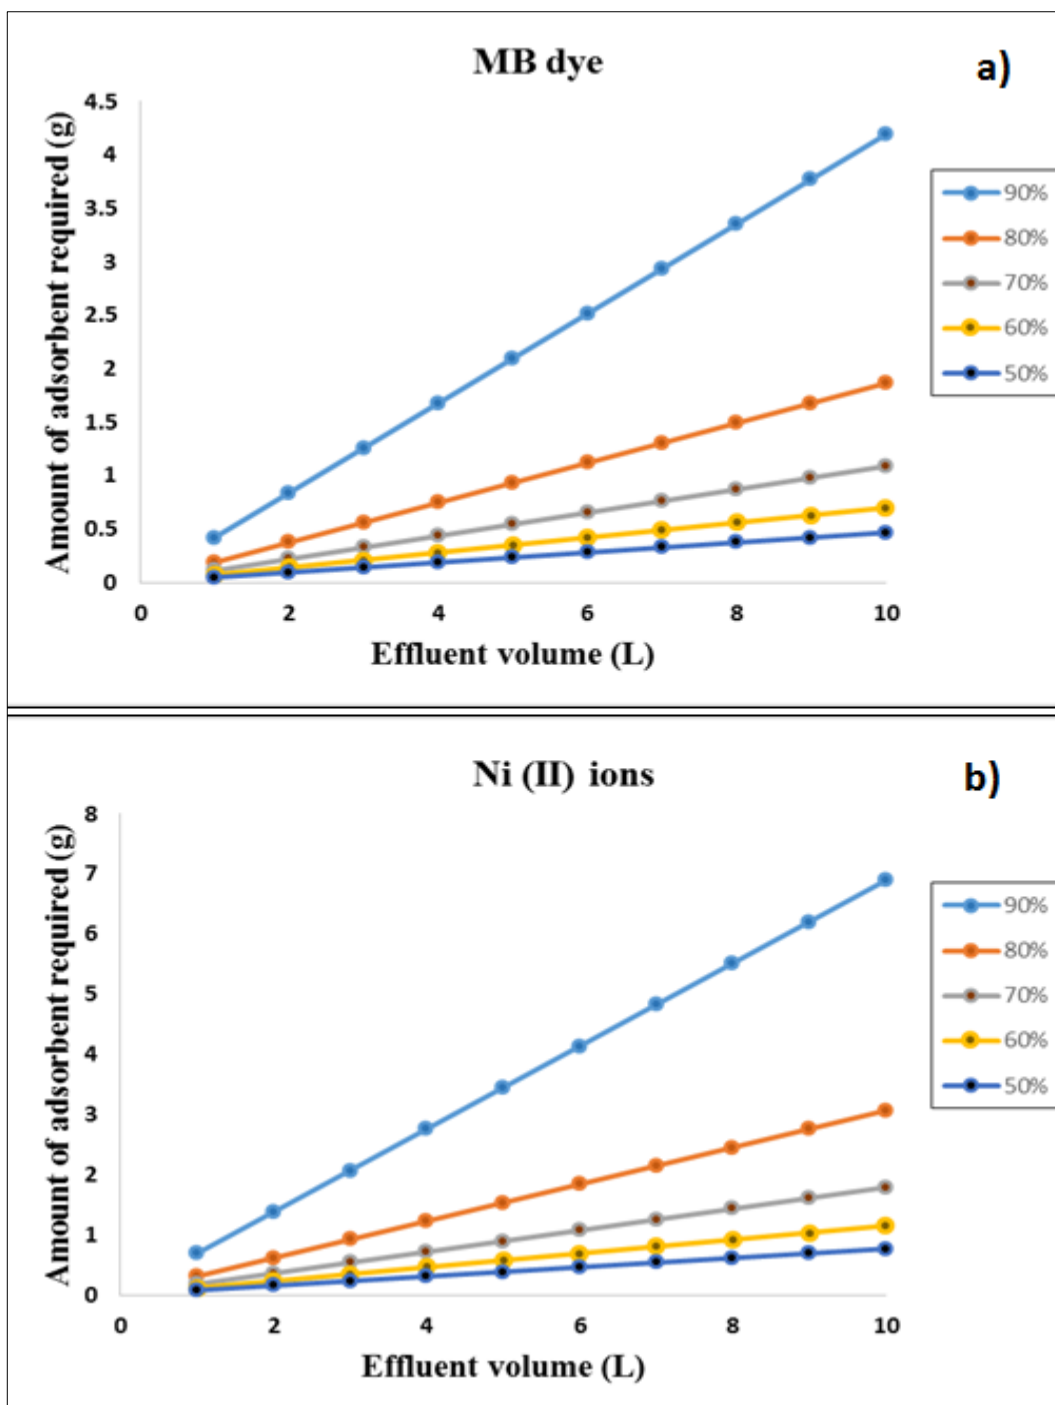 MB dye
a)
Amount of adsorbent required (g)
4.5
4
3.5
3
2.5
2
1.5
1
0.5
0
0 2 4 6 8 10
Effluent volume (L)
90%
80%
70%
60%
50%
Ni (II) ions
b)
Amount of adsorbent required (g)
8
7
6
5
4
3
2
1
0
0 2 4 6 8 10
Effluent volume (L)
90%
80%
70%
60%
50%